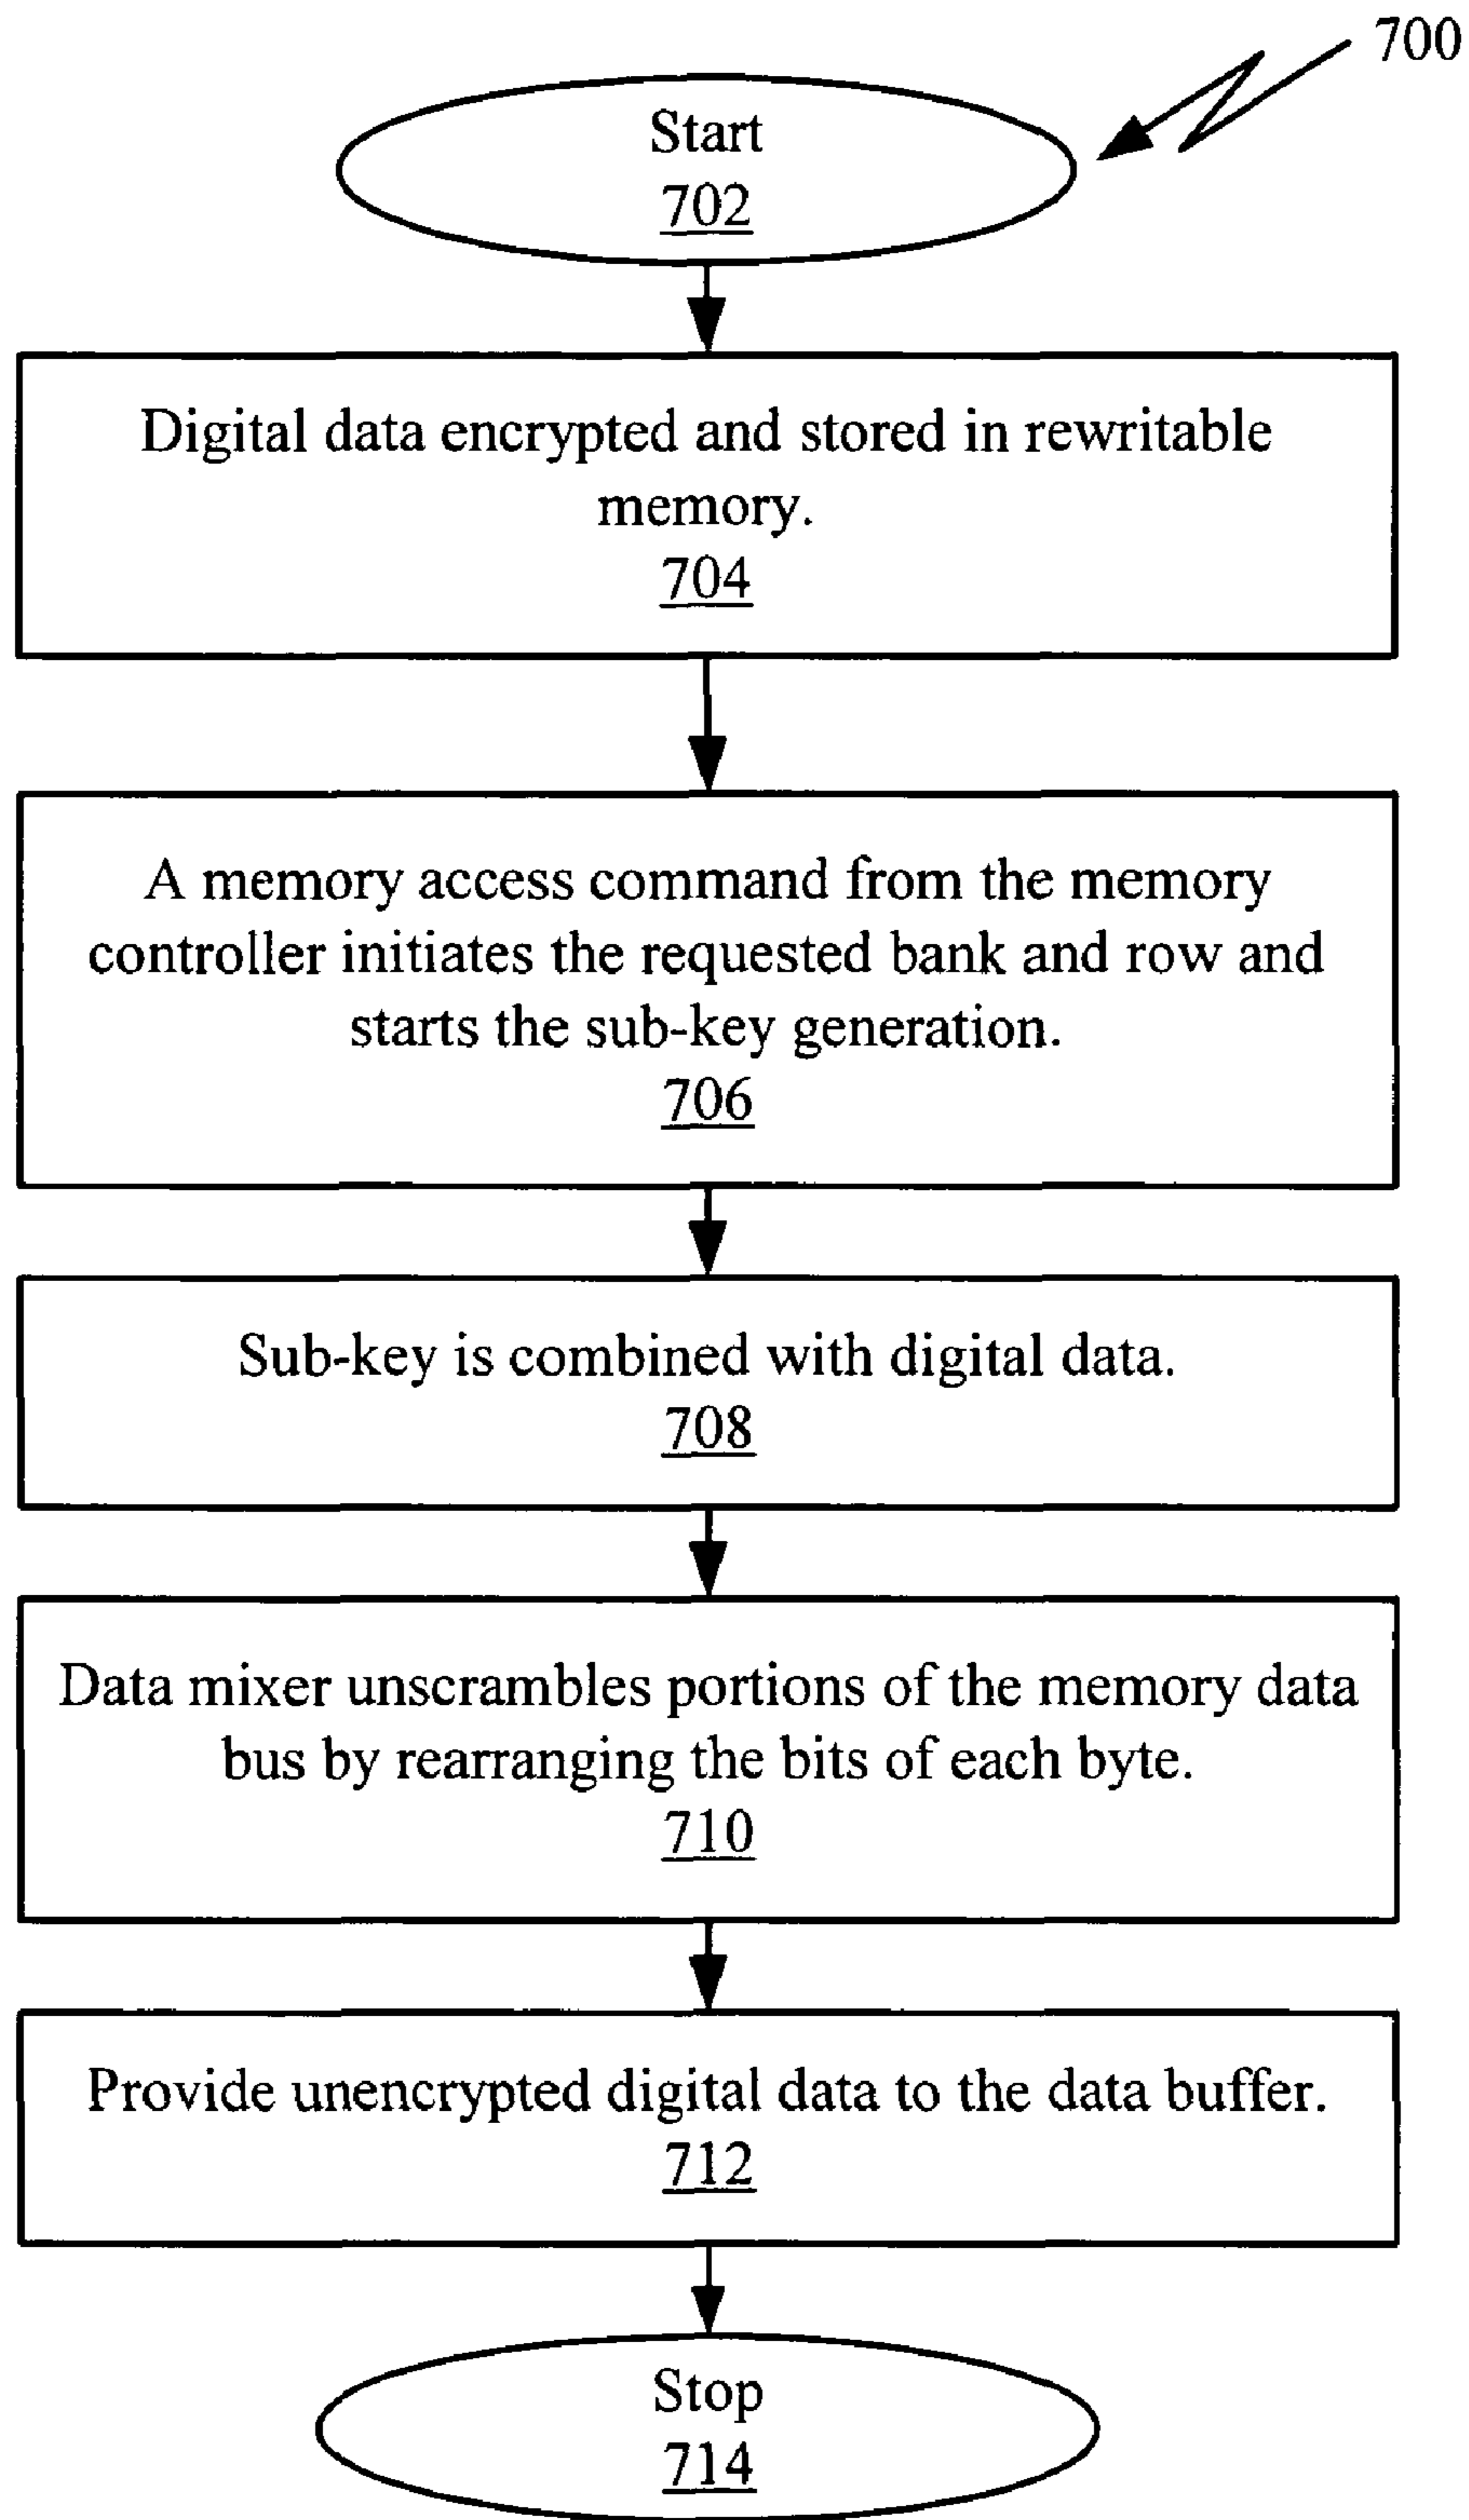 700
Start
702
Digital data encrypted and stored in rewritable
memory.
704
A memory access command from the memory
controller initiates the requested bank and row and
starts the sub-key generation.
706
Sub-key is combined with digital data.
708
Data mixer unscrambles portions of the memory data
bus by rearranging the bits of each byte.
710
Provide unencrypted digital data to the data buffer.
712
Stop
714